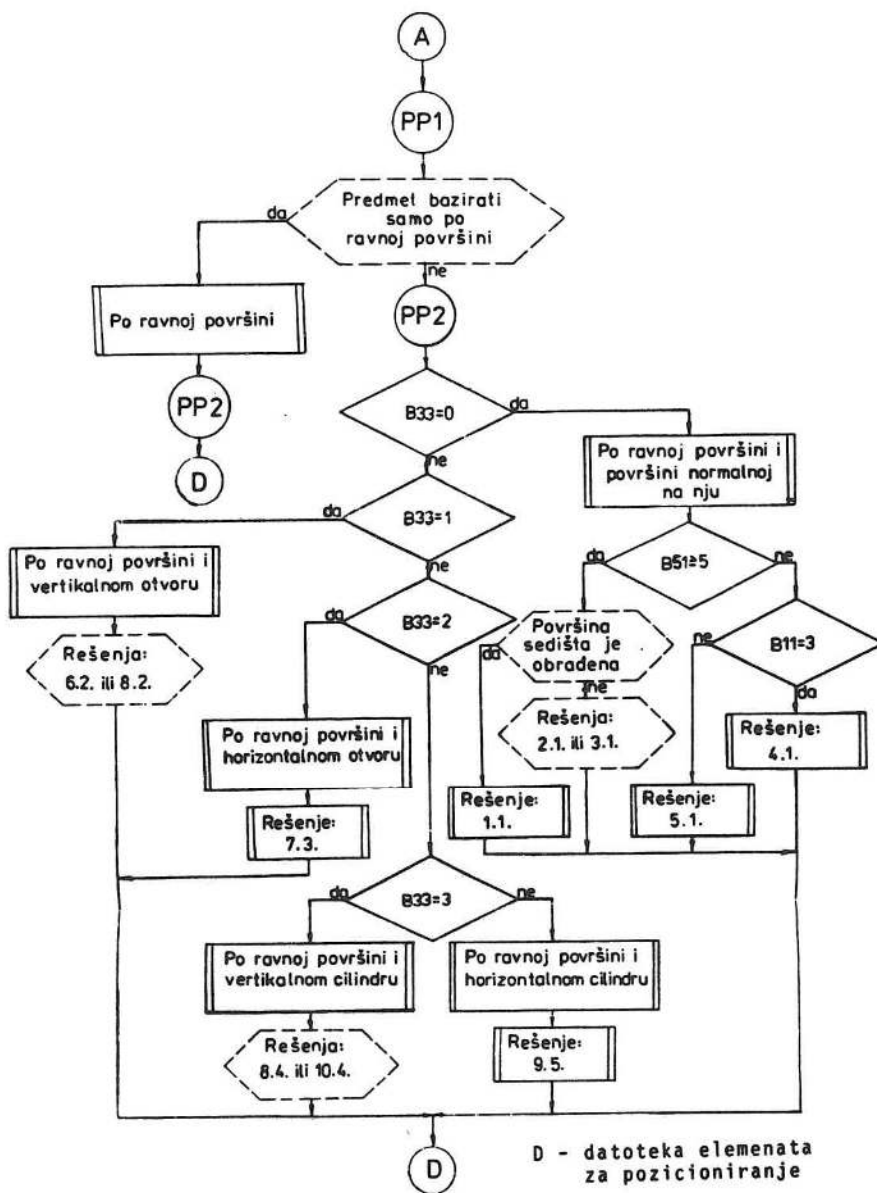 A
PP1
Predmet bazirati
samo po
ravnoj površini
da
ne
Po ravnoj površini
PP2
PP2
D
B33=0
da
ne
Po ravnoj površini i
površini normalnoj
na nju
B33=1
da
ne
Po ravnoj površini i
vertikalnom otvoru
B51≥5
da
ne
B33=2
da
ne
Površina
sedišta je
obrađena
da
ne
B11=3
ne
da
Rešenja:
6.2. ili 8.2.
Po ravnoj površini i
horizontalnom otvoru
Rešenja:
2.1. ili 3.1.
Rešenje:
4.1.
Rešenje:
7.3.
Rešenje:
1.1.
Rešenje:
5.1.
B33=3
da
ne
Po ravnoj površini i
vertikalnom cilindru
Po ravnoj površini i
horizontalnom cilindru
Rešenja:
8.4. ili 10.4.
Rešenje:
9.5.
D
D - datoteka elemenata
za pozicioniranje